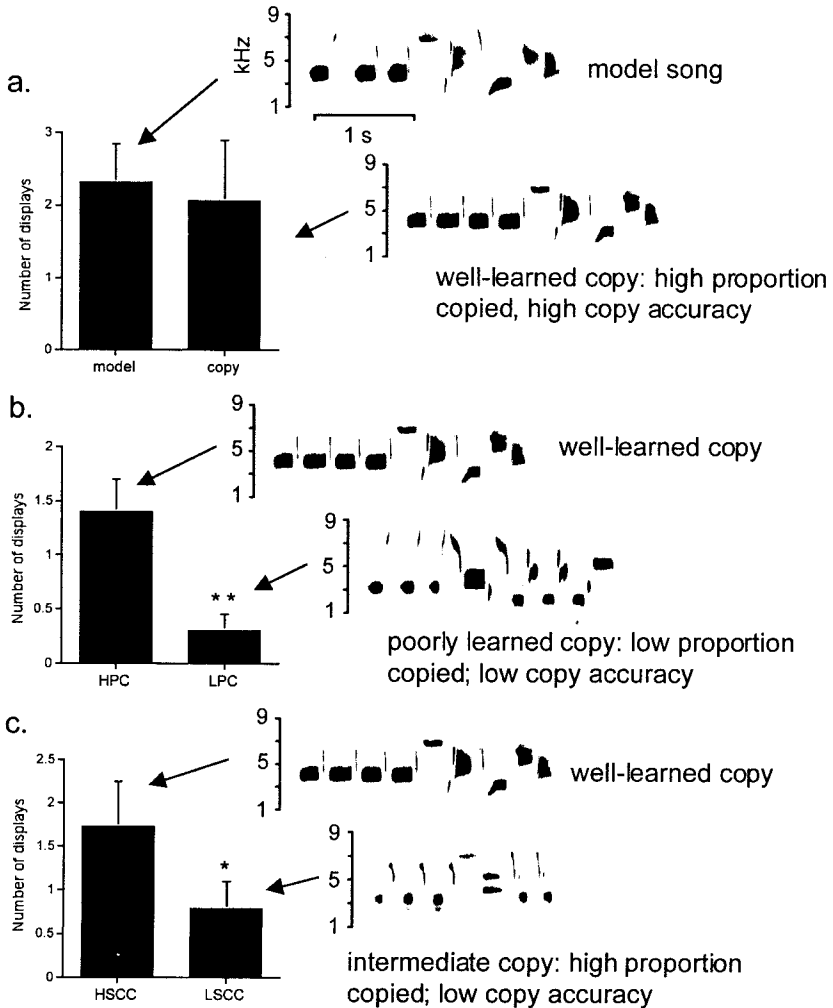 a.
9
5
1
kHz
model song
1 s
3
2
1
0
Number of displays
model
copy
9
5
1
well-learned copy: high proportion
copied, high copy accuracy
b.
2
1.5
1
0.5
0
Number of displays
* *
HPC
LPC
9
5
1
well-learned copy
9
5
1
poorly learned copy: low proportion
copied; low copy accuracy
c.
2.5
2
1.5
1
0.5
0
Number of displays
*
HSCC
LSCC
9
5
1
well-learned copy
9
5
1
intermediate copy: high proportion
copied; low copy accuracy